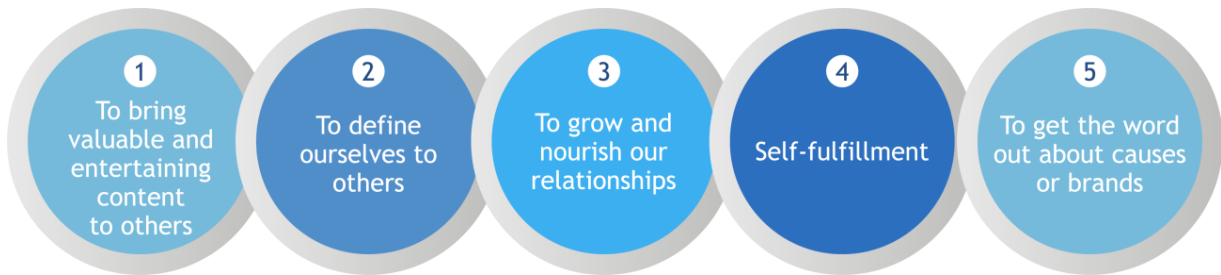 1
To bring
valuable and
entertaining
content
to others
2
To define
ourselves to
others
3
To grow and
nourish our
relationships
4
Self-fulfillment
5
To get the word
out about causes
or brands